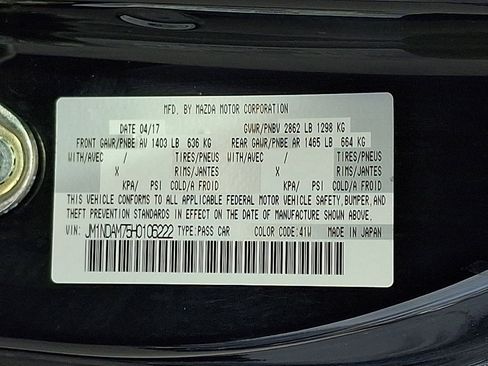 MFD. BY MAZDA MOTOR CORPORATION
DATE 04/17 GVWR/PNBV 2862 LB 1298 KG
FRONT GAWR/PNBE AV 1403 LB 636 KG REAR GAWR/PNBE AR 1465 LB 664 KG
WITH/AVEC / TIRES/PNEUS WITH/AVEC / TIRES/PNEUS
X RIMS/JANTES X RIMS/JANTES
KPA/ PSI COLD/A FROID KPA/ PSI COLD/A FROID
THIS VEHICLE CONFORMS TO ALL APPLICABLE FEDERAL MOTOR VEHICLE SAFETY, BUMPER, AND
THEFT PREVENTION STANDARDS IN EFFECT ON THE DATE OF MANUFACTURE SHOWN ABOVE.
VIN: JM1NDAM75H0106222 TYPE: PASS CAR COLOR CODE: 41W MADE IN JAPAN